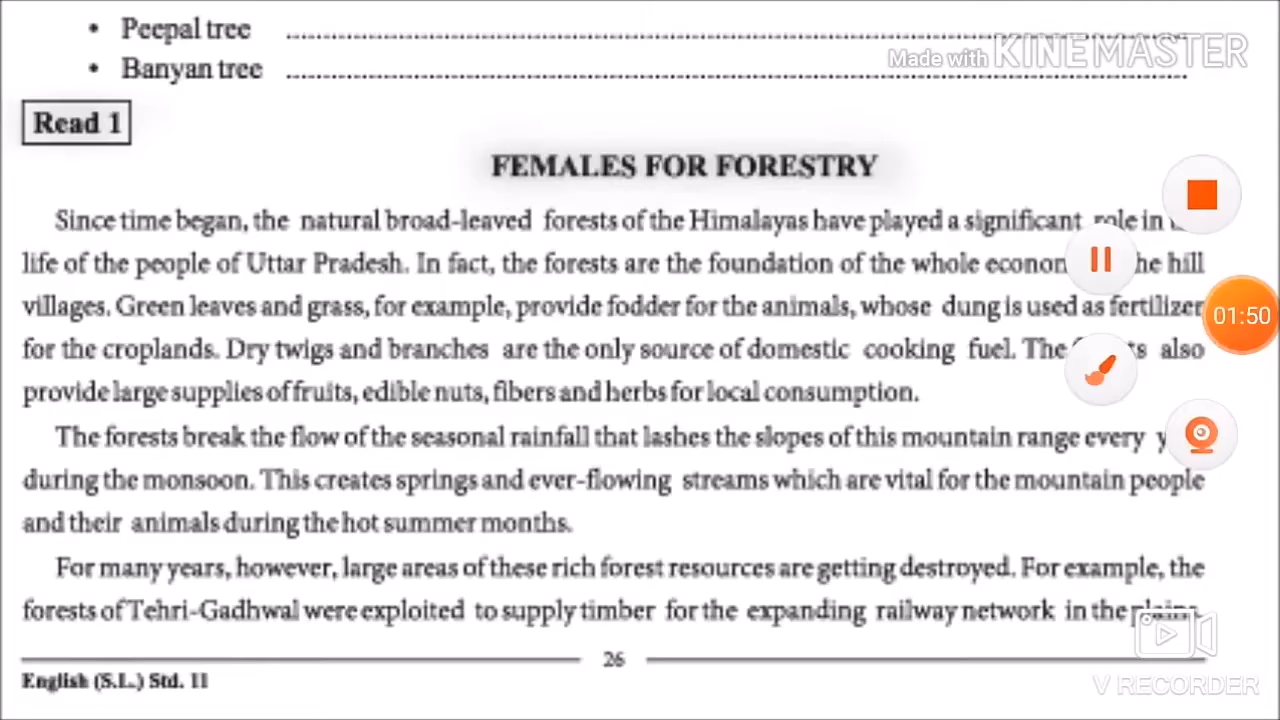 • Peepal tree ................................................
Made with KINEMASTER
• Banyan tree ................................................
Read 1
FEMALES FOR FORESTRY
Since time began, the natural broad-leaved forests of the Himalayas have played a significant role in
life of the people of Uttar Pradesh. In fact, the forests are the foundation of the whole econom he hill
villages. Green leaves and grass, for example, provide fodder for the animals, whose dung is used as fertilizer
01:50
for the croplands. Dry twigs and branches are the only source of domestic cooking fuel. The also
provide large supplies of fruits, edible nuts, fibers and herbs for local consumption.
The forests break the flow of the seasonal rainfall that lashes the slopes of this mountain range every
during the monsoon. This creates springs and ever-flowing streams which are vital for the mountain people
and their animals during the hot summer months.
For many years, however, large areas of these rich forest resources are getting destroyed. For example, the
forests of Tehri-Gadhwal were exploited to supply timber for the expanding railway network in the plains
26
English (S.L.) Std. 11
V RECORDER